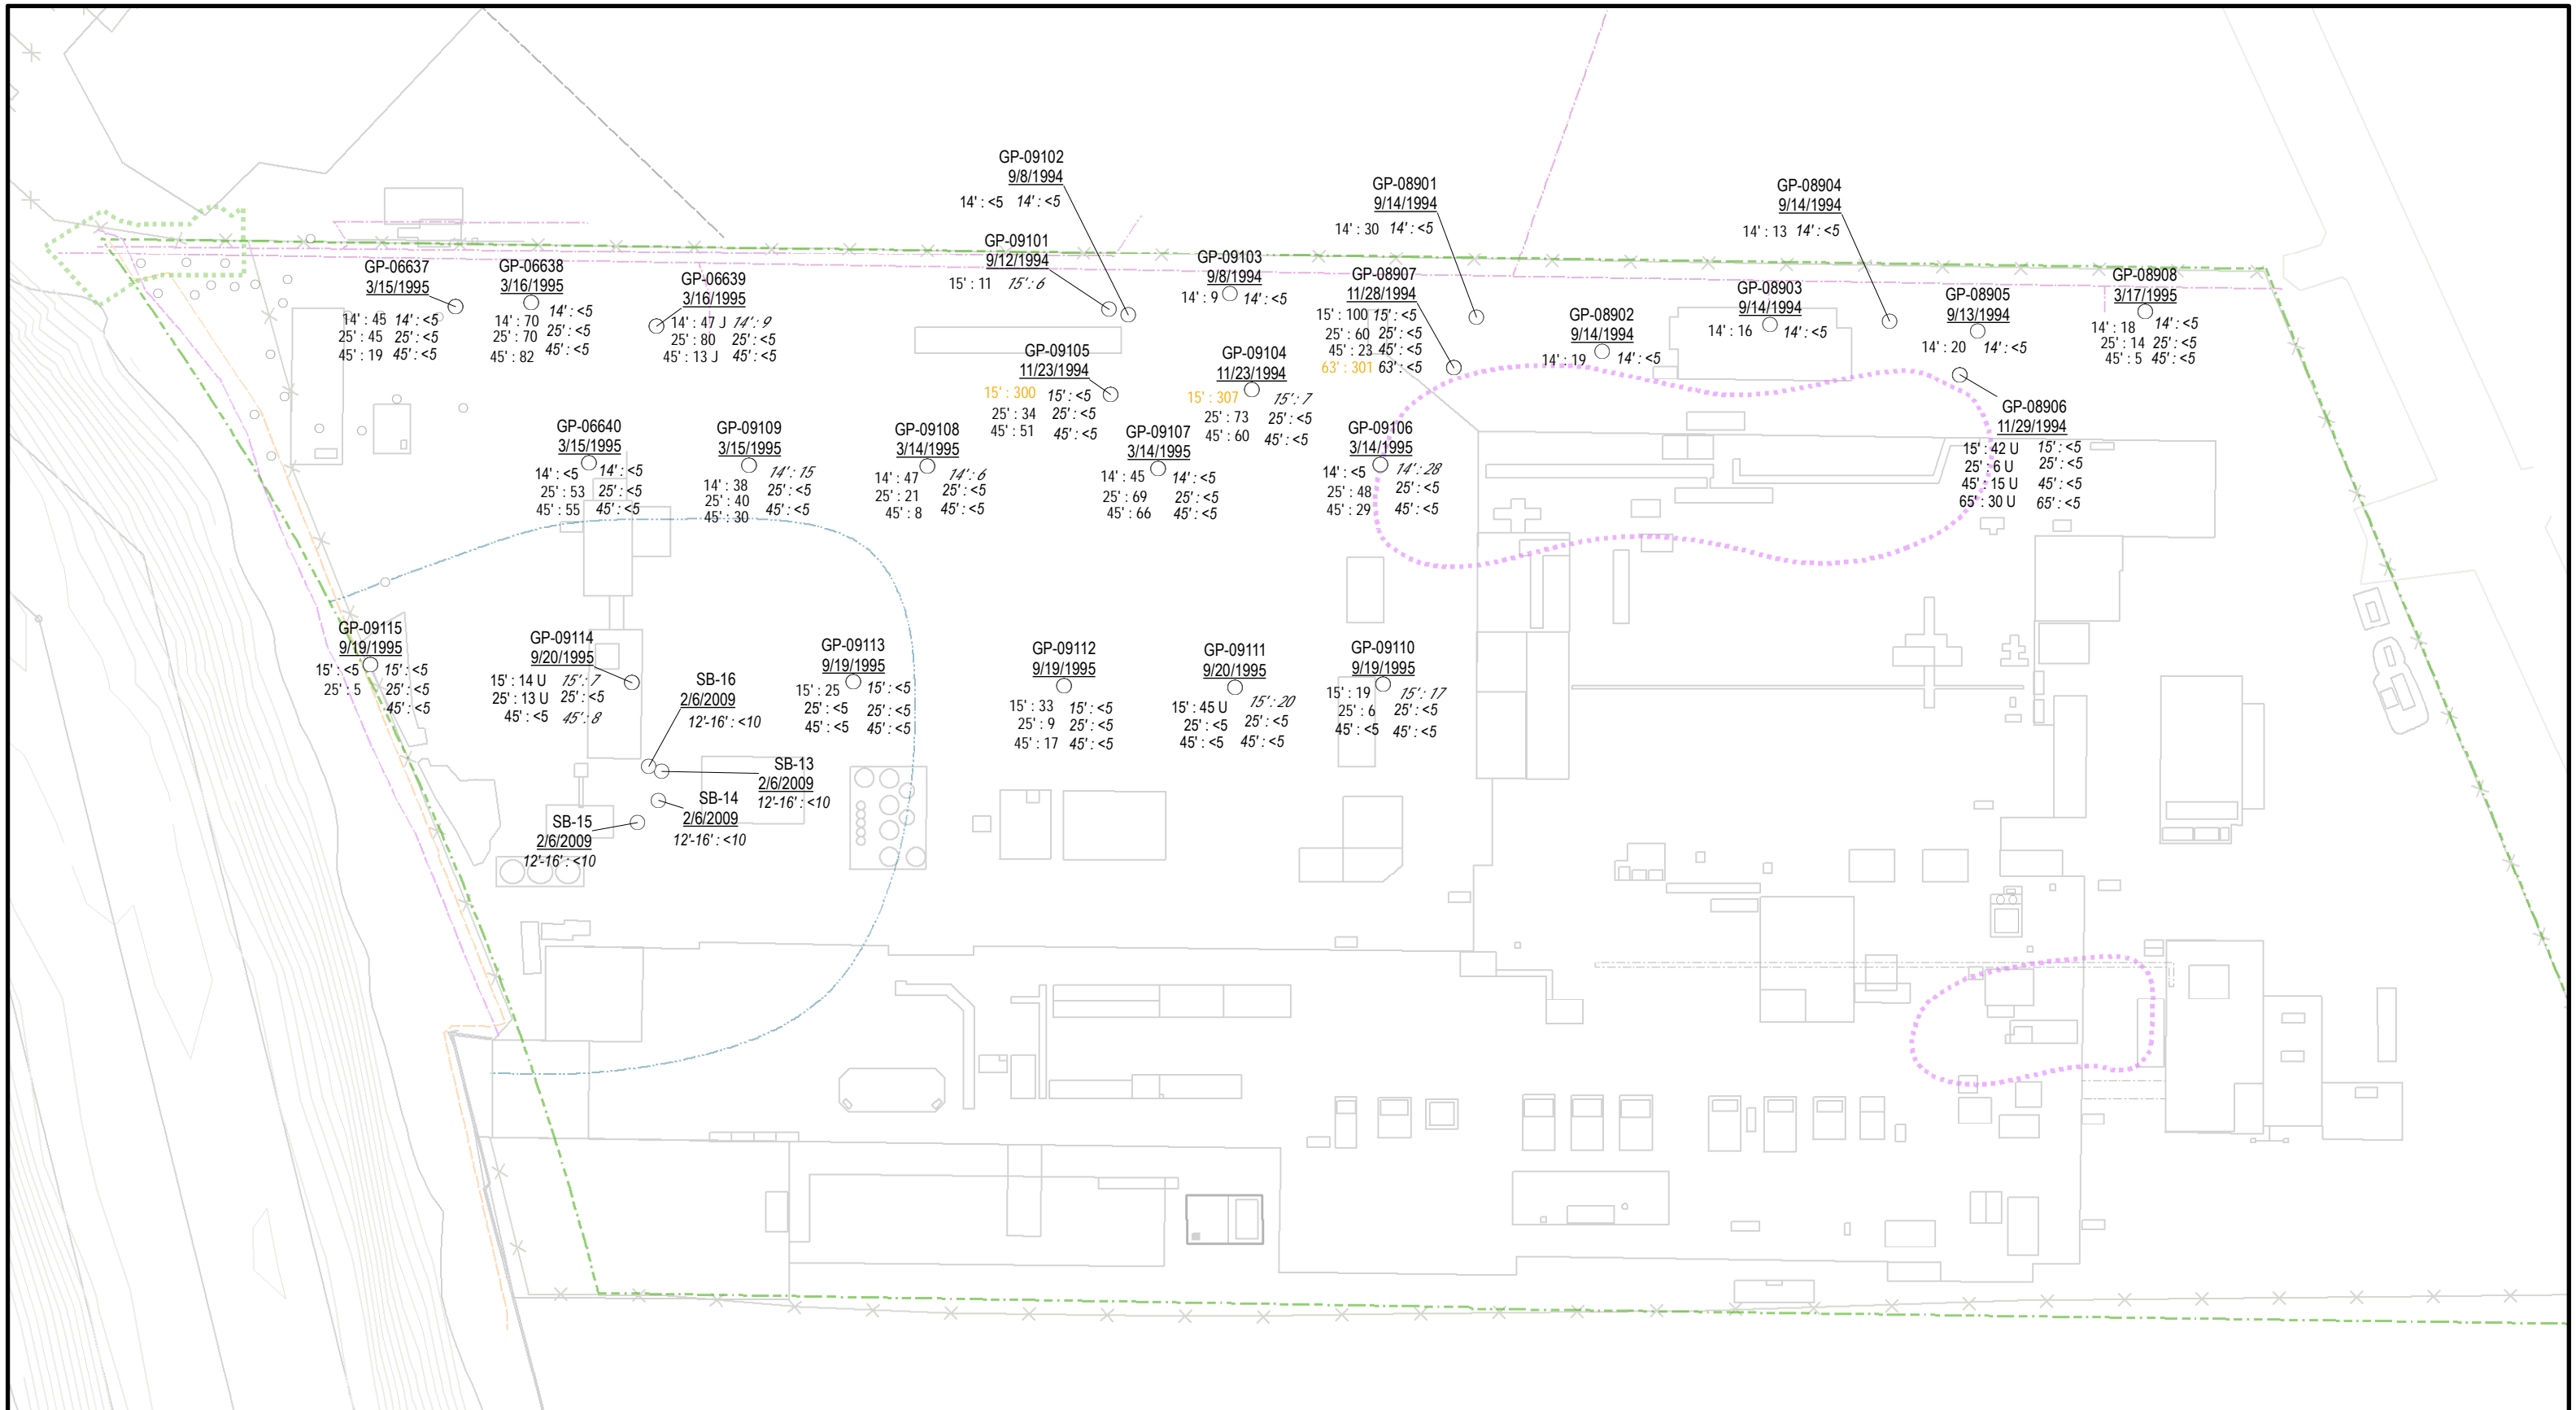 GP-09102
9/8/1994
14' : <5 14' : <5
GP-08901
9/14/1994
14' : 30 14' : <5
GP-08904
9/14/1994
14' : 13 14' : <5
GP-09101
9/12/1994
15' : 11 15' : 6
GP-09103
9/8/1994
14' : 9 14' : <5
GP-06637
3/15/1995
14' : 45 14' : <5
25' : 45 25' : <5
45' : 19 45' : <5
GP-06638
3/16/1995
14' : 70 14' : <5
25' : 70 25' : <5
45' : 82 45' : <5
GP-06639
3/16/1995
14' : 47 J 14' : 9
25' : 80 25' : <5
45' : 13 J 45' : <5
GP-08907
11/28/1994
15' : 100 15' : <5
25' : 60 25' : <5
45' : 23 45' : <5
63' : 301 63' : <5
GP-08902
9/14/1994
14' : 19 14' : <5
GP-08903
9/14/1994
14' : 16 14' : <5
GP-08905
9/13/1994
14' : 20 14' : <5
GP-08908
3/17/1995
14' : 18 14' : <5
25' : 14 25' : <5
45' : 5 45' : <5
GP-09105
11/23/1994
15' : 300 15' : <5
25' : 34 25' : <5
45' : 51 45' : <5
GP-09104
11/23/1994
15' : 307 15' : 7
25' : 73 25' : <5
45' : 60 45' : <5
GP-08906
11/29/1994
15' : 42 U 15' : <5
25' : 6 U 25' : <5
45' : 15 U 45' : <5
65' : 30 U 65' : <5
GP-06640
3/15/1995
14' : <5 14' : <5
25' : 53 25' : <5
45' : 55 45' : <5
GP-09109
3/15/1995
14' : 38 14' : 15
25' : 40 25' : <5
45' : 30 45' : <5
GP-09108
3/14/1995
14' : 47 14' : 6
25' : 21 25' : <5
45' : 8 45' : <5
GP-09107
3/14/1995
14' : 45 14' : <5
25' : 69 25' : <5
45' : 66 45' : <5
GP-09106
3/14/1995
14' : <5 14' : 28
25' : 48 25' : <5
45' : 29 45' : <5
GP-09115
9/19/1995
15' : <5 15' : <5
25' : 5 25' : <5
45' : <5
GP-09114
9/20/1995
15' : 14 U 15' : 7
25' : 13 U 25' : <5
45' : <5 45' : 8
GP-09113
9/19/1995
15' : 25 15' : <5
25' : <5 25' : <5
45' : <5 45' : <5
GP-09112
9/19/1995
15' : 33 15' : <5
25' : 9 25' : <5
45' : 17 45' : <5
GP-09111
9/20/1995
15' : 45 U 15' : 20
25' : <5 25' : <5
45' : <5 45' : <5
GP-09110
9/19/1995
15' : 19 15' : 17
25' : 6 25' : <5
45' : <5 45' : <5
SB-16
2/6/2009
12'-16' : <10
SB-13
2/6/2009
12'-16' : <10
SB-14
2/6/2009
12'-16' : <10
SB-15
2/6/2009
12'-16' : <10